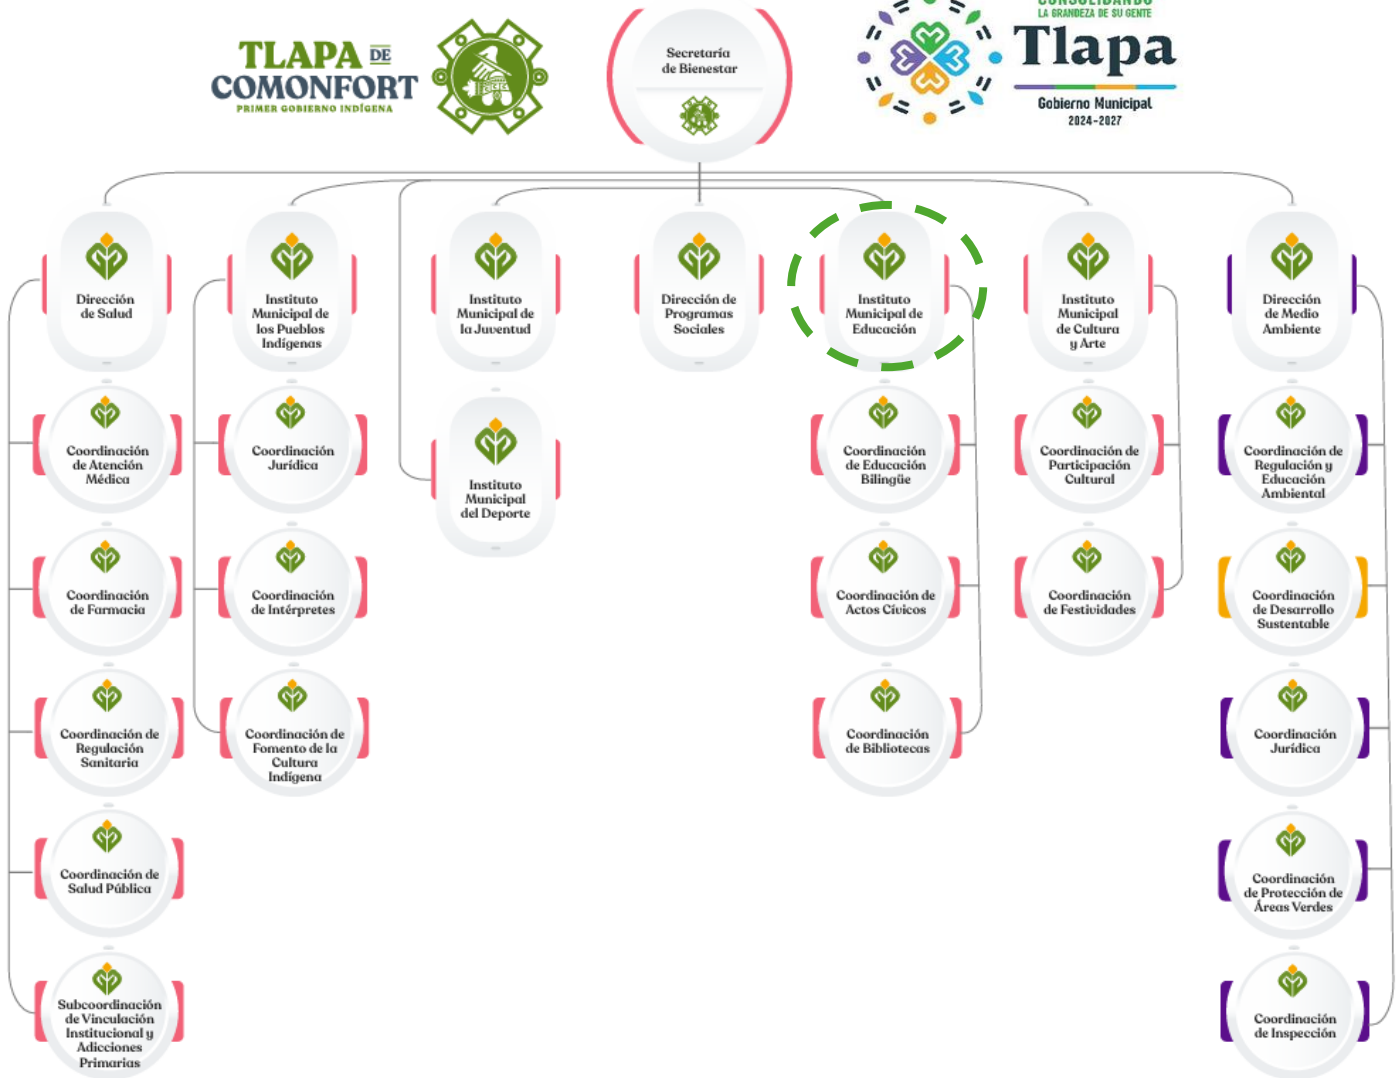 TLAPA DE
COMONFORT
PRIMER GOBIERNO INDÍGENA
Secretaría
de Bienestar
CONSOLIDANDO
LA GRANDEZA DE SU GENTE
Tlapa
Gobierno Municipal
2024-2027
Dirección
de Salud
Instituto
Municipal de
los Pueblos
Indígenas
Instituto
Municipal de
la Juventud
Dirección de
Programas
Sociales
Instituto
Municipal de
Educación
Instituto
Municipal
de Cultura
y Arte
Dirección
de Medio
Ambiente
Coordinación
de Atención
Médica
Coordinación
Jurídica
Instituto
Municipal
del Deporte
Coordinación
de Educación
Bilingüe
Coordinación de
Participación
Cultural
Coordinación de
Regulación y
Educación
Ambiental
Coordinación
de Farmacia
Coordinación
de Intérpretes
Coordinación de
Actos Cívicos
Coordinación
de Festividades
Coordinación
de Desarrollo
Sustentable
Coordinación de
Regulación
Sanitaria
Coordinación de
Fomento de la
Cultura
Indígena
Coordinación
de Bibliotecas
Coordinación
Jurídica
Coordinación de
Salud Pública
Coordinación
de Protección de
Áreas Verdes
Subcoordinación
de Vinculación
Institucional y
Adicciones
Primarias
Coordinación
de Inspección